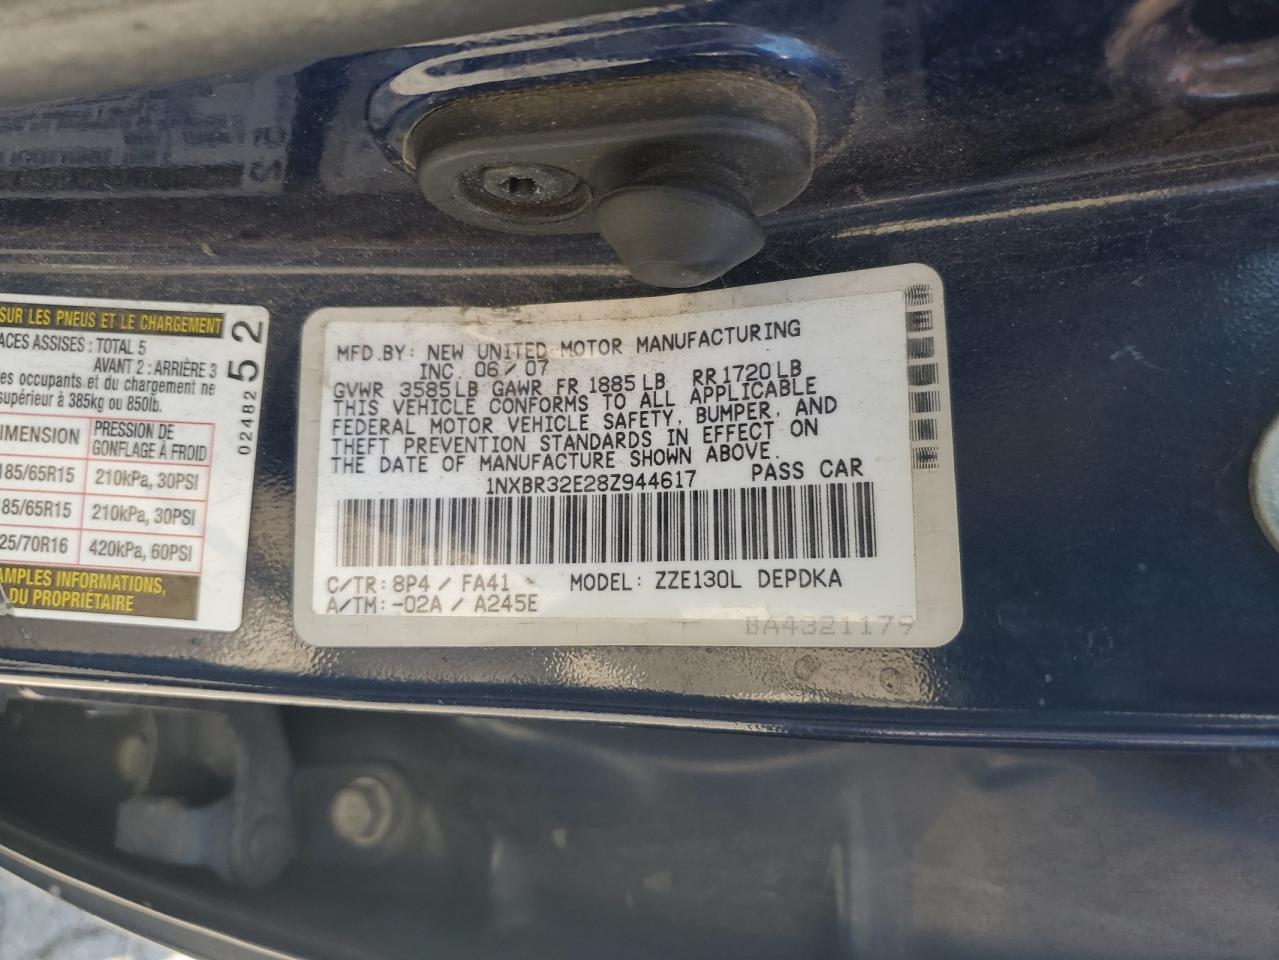 SUR LES PNEUS ET LE CHARGEMENT
ACES ASSISES : TOTAL 5
AVANT 2 : ARRIÈRE 3
es occupants et du chargement ne
supérieur à 385kg ou 850lb.
IMENSION PRESSION DE GONFLAGE À FROID
185/65R15 210kPa, 30PSI
85/65R15 210kPa, 30PSI
25/70R16 420kPa, 60PSI
AMPLES INFORMATIONS,
DU PROPRIÉTAIRE
02482 52
MFD.BY: NEW UNITED MOTOR MANUFACTURING
INC. 06/07
GVWR 3585LB GAWR FR 1885LB RR1720LB
THIS VEHICLE CONFORMS TO ALL APPLICABLE
FEDERAL MOTOR VEHICLE SAFETY, BUMPER, AND
THEFT PREVENTION STANDARDS IN EFFECT ON
THE DATE OF MANUFACTURE SHOWN ABOVE.
1NXBR32E28Z944617 PASS CAR
C/TR: 8P4 / FA41 MODEL: ZZE130L DEPDKA
A/TM: -02A / A245E
BA4321179